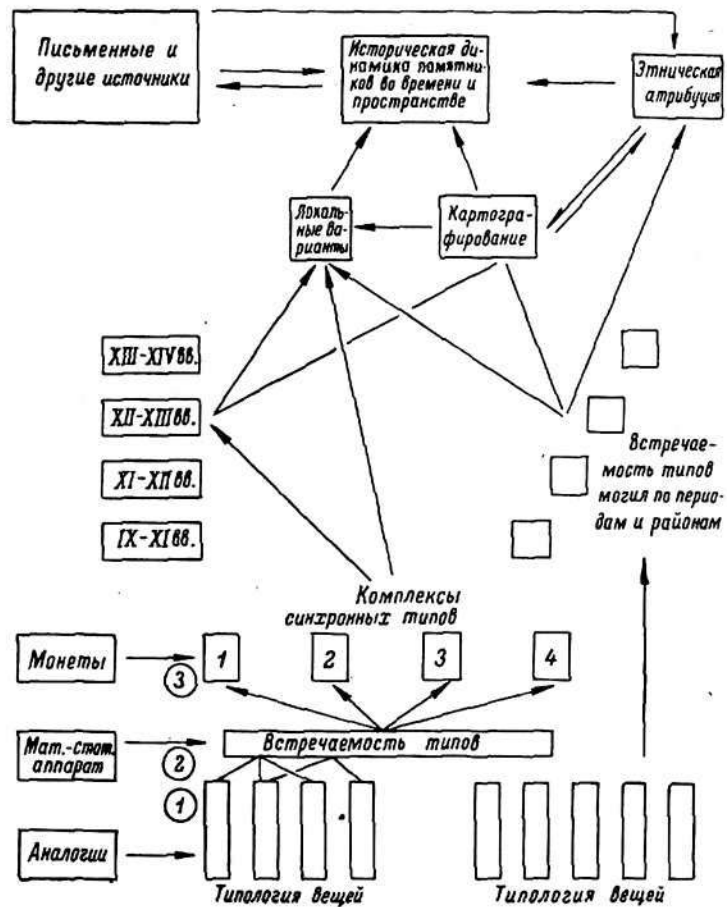 Письменные и
другие источники
Историческая ди-
намика памятни-
ков во времени и
пространстве
Этническая
атрибуция
Локаль-
ные ва-
рианты
Картогра-
фирование
XIII-XIV вв.
XII-XIII вв.
XI-XII вв.
IX-XI вв.
Встречае-
мость типов
могил по перио-
дам и районам
Комплексы
синхронных типов
Монеты
3
1
2
3
4
Мат.-стат.
аппарат
2
Встречаемость типов
1
Аналогии
Типология вещей
Типология вещей